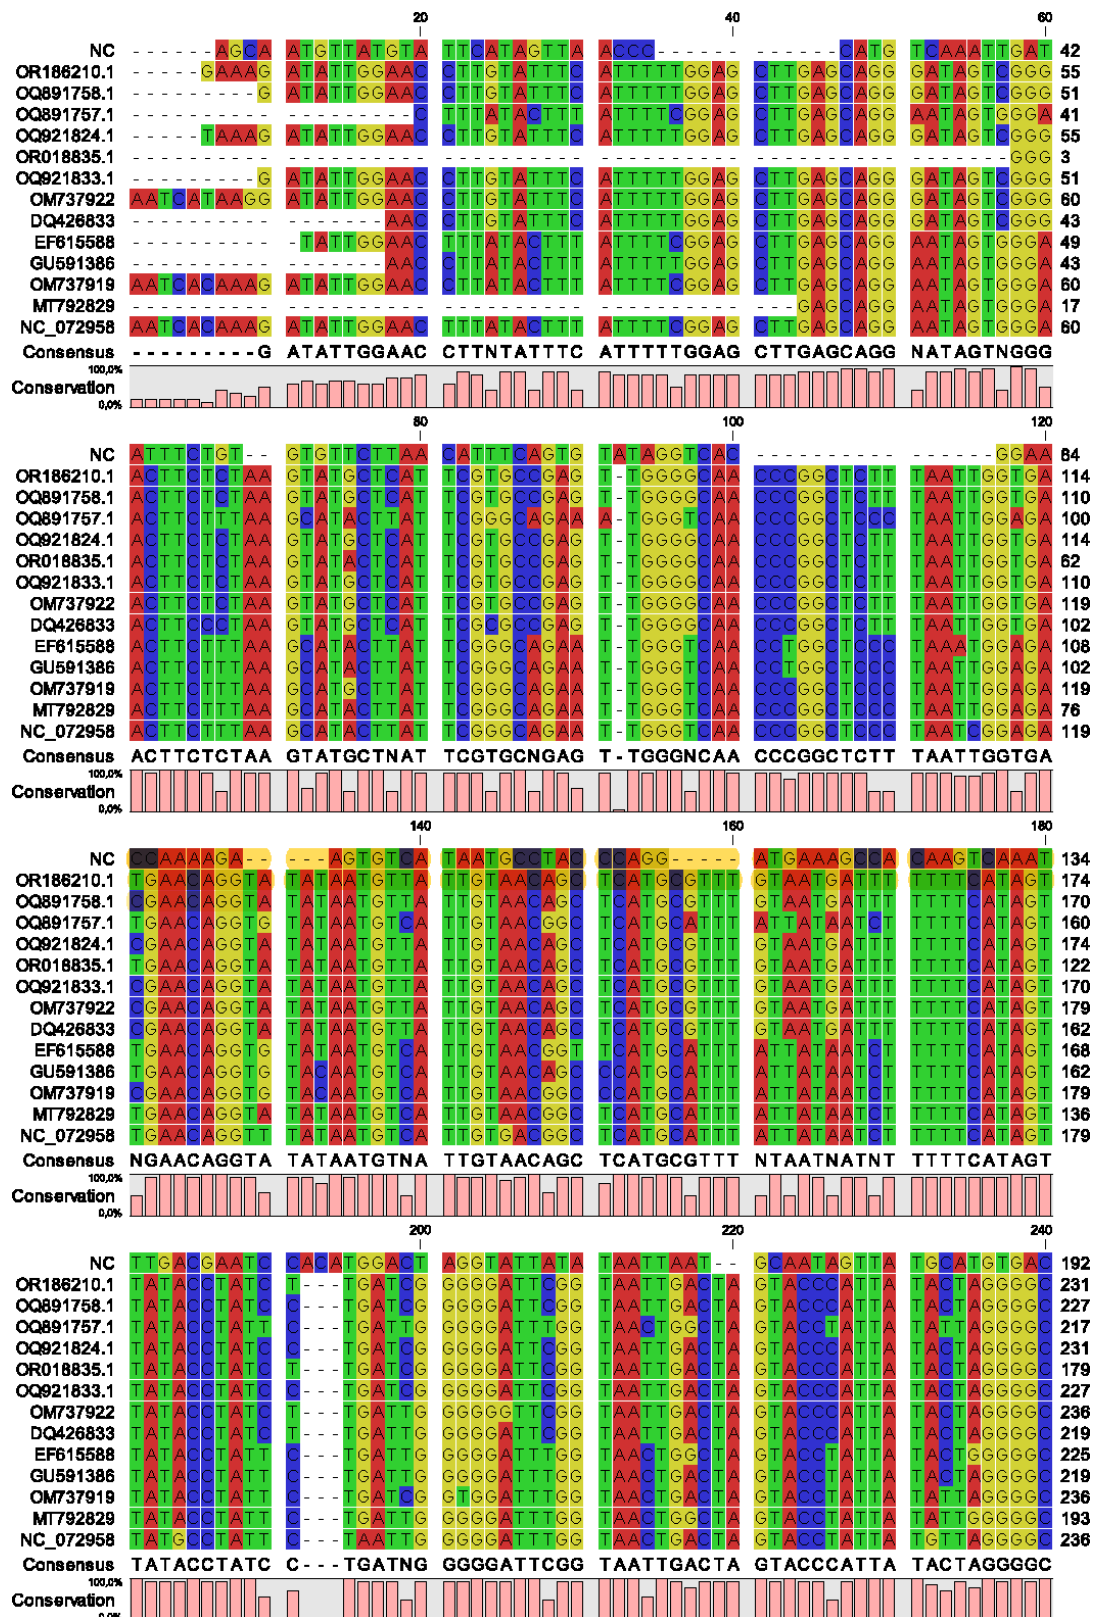 20 40 60
NC ------AGCA ATGTTATGTA TTCATAGTTA ACCC------ ------CATG TCAAATTGAT 42
OR186210.1 -----GAAAG ATATTGGAAC CTTGTATTTC ATTTTTGGAG CTTGAGCAGG GATAGTCGGG 55
OQ891758.1 ---------G ATATTGGAAC CTTGTATTTC ATTTTTGGAG CTTGAGCAGG GATAGTCGGG 51
OQ891757.1 ---------- ---------C CTTATACTTT ATTTTCGGAG CTTGAGCAGG AATAGTGGGA 41
OQ921824.1 -----TAAAG ATATTGGAAC CTTGTATTTC ATTTTTGGAG CTTGAGCAGG GATAGTCGGG 55
OR018835.1 ---------- ---------- ---------- ---------- ---------- -------GGG 3
OQ921833.1 ---------G ATATTGGAAC CTTGTATTTC ATTTTTGGAG CTTGAGCAGG GATAGTCGGG 51
OM737922 AATCATAAGG ATATTGGAAC CTTGTATTTC ATTTTTGGAG CTTGAGCAGG GATAGTCGGG 60
DQ426833 ---------- -------AAC CTTGTATTTC ATTTTTGGAG CTTGAGCAGG GATAGTCGGG 43
EF615588 ---------- -TATTGGAAC TTTATACTTT ATTTTCGGAG CTTGAGCAGG AATAGTGGGA 49
GU591386 ---------- -------AAC CTTATACTTT ATTTTTGGAG CTTGAGCAGG AATAGTGGGA 43
OM737919 AATCACAAAG ATATTGGAAC CTTATACTTT ATTTTCGGAG CTTGAGCAGG AATAGTGGGA 60
MT792829 ---------- ---------- ---------- ---------- ---GAGCAGG AATAGTGGGA 17
NC_072958 AATCACAAAG ATATTGGAAC TTTATACTTT ATTTTCGGAG CTTGAGCAGG AATAGTGGGA 60
Consensus ---------G ATATTGGAAC CTTNTATTTC ATTTTTGGAG CTTGAGCAGG NATAGTNGGG
100,0%
Conservation
0,0%
80 100 120
NC ATTTCTGT-- GTGTTCTTAA CATTTCAGTG TATAGGTCAC ---------- ------GGAA 84
OR186210.1 ACTTCTCTAA GTATGCTCAT TCGTGCCGAG T-TGGGGCAA CCCGGCTCTT TAATTGGTGA 114
OQ891758.1 ACTTCTCTAA GTATGCTCAT TCGTGCCGAG T-TGGGGCAA CCCGGCTCTT TAATTGGTGA 110
OQ891757.1 ACTTCTTTAA GCATACTTAT TCGGGCAGAA A-TGGGTCAA CCCGGCTCCC TAATTGGAGA 100
OQ921824.1 ACTTCTCTAA GTATGCTCAT TCGTGCCGAG T-TGGGGCAA CCCGGCTCTT TAATTGGTGA 114
OR018835.1 ACTTCTCTAA GTATACTCAT TCGTGCCGAG T-TGGGGCAA CCCGGCTCTT TAATTGGTGA 62
OQ921833.1 ACTTCTCTAA GTATGCTCAT TCGTGCCGAG T-TGGGGCAA CCCGGCTCTT TAATTGGTGA 110
OM737922 ACTTCTCTAA GTATGCTCAT TCGTGCCGAG T-TGGGGCAA CCCGGCTCTT TAATTGGTGA 119
DQ426833 ACTTCCCTAA GTATGCTCAT TCGCGCCGAG T-TGGGGCAA CCCGGCTCTT TAATTGGTGA 102
EF615588 ACTTCTTTAA GCATACTTAT TCGGGCAGAA T-TGGGTCAA CCTGGCTCCC TAAATGGAGA 108
GU591386 ACTTCTTTAA GCATACTTAT TCGGGCAGAA T-TGGGTCAA CCTGGCTCCC TAATTGGAGA 102
OM737919 ACTTCTTTAA GCATGCTTAT TCGGGCAGAA T-TGGGTCAA CCCGGCTCCC TAATTGGAGA 119
MT792829 ACTTCTTTAA GCATACTTAT TCGGGCAGAA T-TGGGTCAA CCCGGCTCCC TAATTGGAGA 76
NC_072958 ACTTCTTTAA GCATACTTAT TCGGGCAGAA T-TGGGTCAA CCCGGCTCCC TAATCGGAGA 119
Consensus ACTTCTCTAA GTATGCTNAT TCGTGCNGAG T-TGGGNCAA CCCGGCTCTT TAATTGGTGA
100,0%
Conservation
0,0%
140 160 180
NC CCAAAAGA-- ---AGTGTCA TAATGCCTAC CCAGG----- ATGAAAGCCA CAAGTCAAAT 134
OR186210.1 TGAACAGGTA TATAATGTTA TTGTAACAGC TCATGCGTTT GTAATGATTT TTTTCATAGT 174
OQ891758.1 CGAACAGGTA TATAATGTTA TTGTAACAGC TCATGCGTTT GTAATGATTT TTTTCATAGT 170
OQ891757.1 TGAACAGGTG TATAATGTCA TTGTAACGGC TCATGCATTT ATTATAATCT TTTTCATAGT 160
OQ921824.1 CGAACAGGTA TATAATGTTA TTGTAACAGC TCATGCGTTT GTAATGATTT TTTTCATAGT 174
OR018835.1 TGAACAGGTA TATAATGTTA TTGTAACAGC TCATGCGTTT GTAATGATTT TTTTCATAGT 122
OQ921833.1 CGAACAGGTA TATAATGTTA TTGTAACAGC TCATGCGTTT GTAATGATTT TTTTCATAGT 170
OM737922 CGAACAGGTA TATAATGTTA TTGTAACAGC TCATGCGTTT GTAATGATTT TTTTCATAGT 179
DQ426833 CGAACAGGTA TATAATGTTA TTGTAACAGC TCATGCGTTT GTAATGATTT TTTTCATAGT 162
EF615588 TGAACAGGTG TATAATGTCA TTGTAACGGT TCATGCATTT ATTATAATCT TTTTCATAGT 168
GU591386 TGAACAGGTG TACAATGTCA TTGTAACAGC CCATGCATTT ATTATAATCT TTTTCATAGT 162
OM737919 CGAACAGGTG TATAATGTCA TTGTAACGGC CCATGCATTT ATTATAATCT TTTTCATAGT 179
MT792829 TGAACAGGTA TATAATGTCA TTGTAACGGC TCATGCATTT ATTATAATCT TTTTCATAGT 136
NC_072958 TGAACAGGTT TATAATGTCA TTGTGACGGC TCATGCATTT ATTATAATCT TTTTCATAGT 179
Consensus NGAACAGGTA TATAATGTNA TTGTAACAGC TCATGCGTTT NTAATNATNT TTTTCATAGT
100,0%
Conservation
0,0%
200 220 240
NC TTGACGAATC CACATGGACT AGGTATTATA TAATTAAT-- GCAATAGTTA TGCATGTGAC 192
OR186210.1 TATACCTATC T---TGATCG GGGGATTCGG TAATTGACTA GTACCCATTA TACTAGGGGC 231
OQ891758.1 TATACCTATC C---TGATCG GGGGATTCGG TAATTGACTA GTACCCATTA TACTAGGGGC 227
OQ891757.1 TATACCTATT C---TGATTG GGGGATTTGG TAACTGGCTA GTACCTATTA TATTAGGGGC 217
OQ921824.1 TATACCTATC C---TGATCG GGGGATTCGG TAATTGACTA GTACCCATTA TACTAGGGGC 231
OR018835.1 TATACCTATC T---TGATCG GGGGATTCGG TAATTGACTA GTACCCATTA TACTAGGGGC 179
OQ921833.1 TATACCTATC C---TGATCG GGGGATTCGG TAATTGACTA GTACCCATTA TACTAGGGGC 227
OM737922 TATACCTATC T---TGATTG GGGGGTTCGG TAATTGACTA GTACCCATTA TACTAGGGGC 236
DQ426833 TATACCTATC T---TGATTG GGGGATTCGG TAATTGACTA GTACCCATTA TACTAGGGGC 219
EF615588 TATACCTATT C---TGATTG GGGGATTTGG TAACTGGCTA GTACCTATTA TACTGGGGGC 225
GU591386 TATACCTATT C---TGATTG GGGGATTTGG TAACTGACTA GTACCTATTA TACTAGGGGC 219
OM737919 TATACCTATT C---TGATCG GTGGATTTGG TAACTGACTA GTACCTATTA TATTGGGGGC 236
MT792829 TATACCTATT C---TGATTG GGGGATTTGG TAACTGGCTA GTACCTATTA TATTGGGGGC 193
NC_072958 TATGCCTATT C---TAATTG GGGGATTTGG TAATTGACTA GTACCCATTA TGTTAGGGGC 236
Consensus TATACCTATC C---TGATNG GGGGATTCGG TAATTGACTA GTACCCATTA TACTAGGGGC
100,0%
Conservation
0,0%